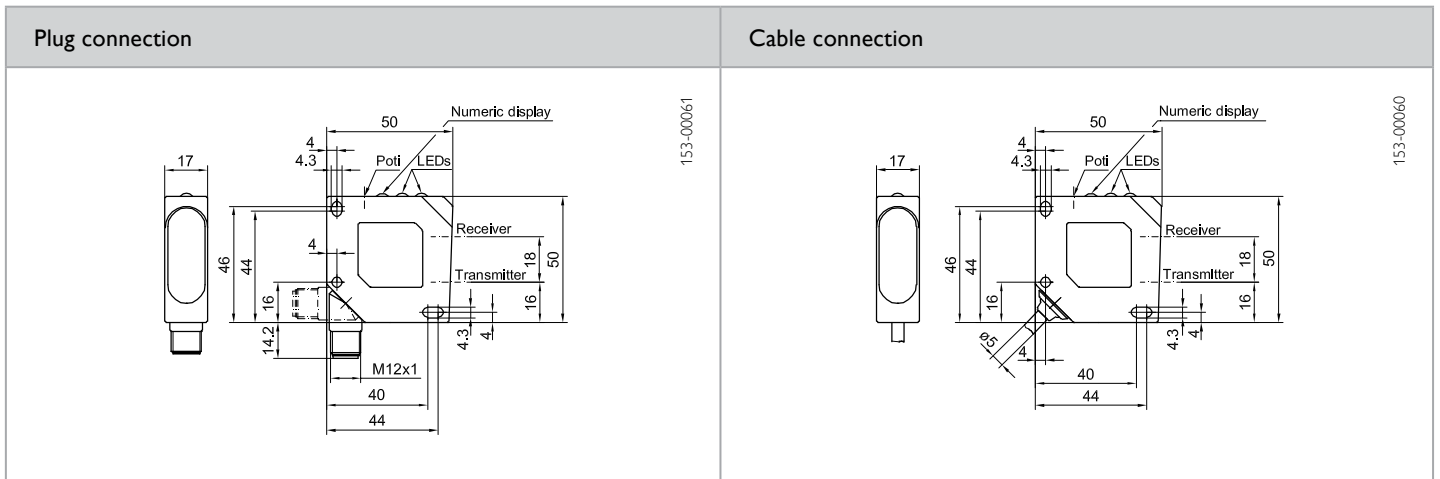 Plug connection
Cable connection
Numeric display
50
4
4.3
Poti
LEDs
17
Receiver
4
46
44
18
50
Transmitter
16
16
14.2
4.3
4
M12x1
40
44
153-00061
Numeric display
50
4
4.3
Poti
LEDs
17
Receiver
46
44
18
50
Transmitter
16
16
ø5
4
4.3
4
40
44
153-00060